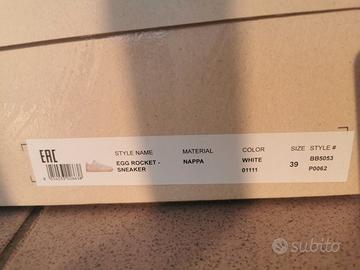 EAC
STYLE NAME MATERIAL COLOR SIZE STYLE #
EGG ROCKET - SNEAKER NAPPA WHITE 39 BB5053
01111 P0062
subito